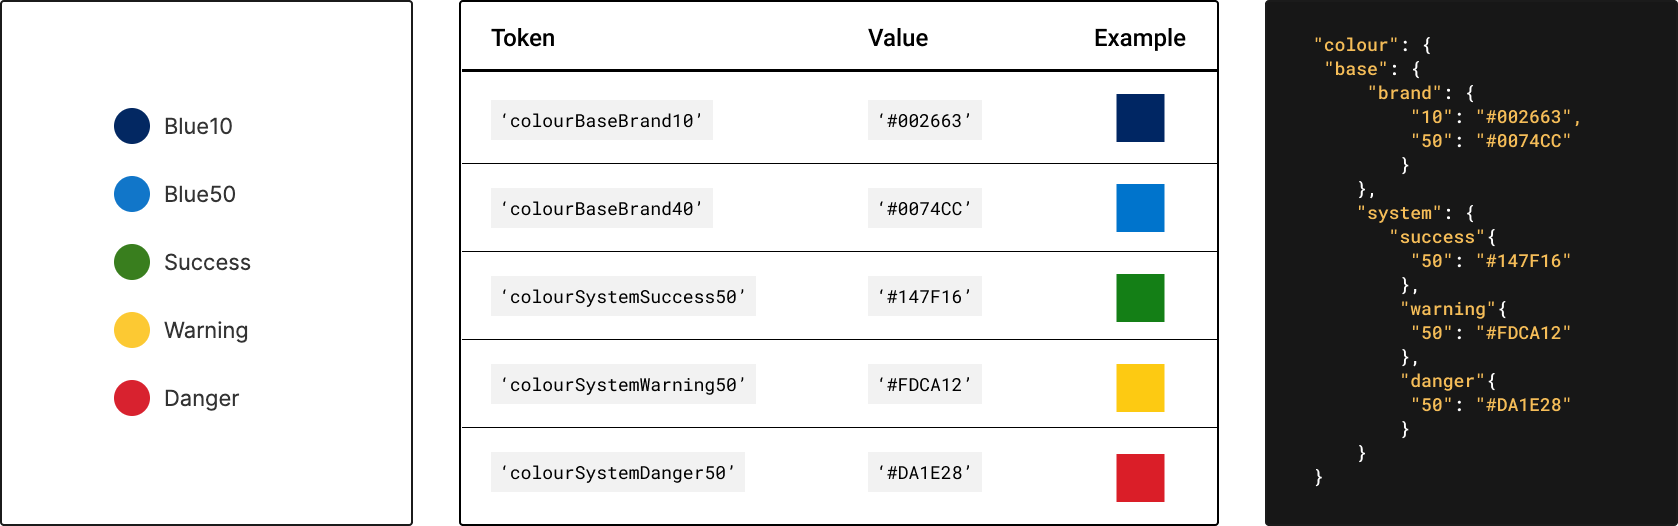 Blue10
Blue50
Success
Warning
Danger
Token Value Example
‘colourBaseBrand10’ ‘#002663’
‘colourBaseBrand40’ ‘#0074CC’
‘colourSystemSuccess50’ ‘#147F16’
‘colourSystemWarning50’ ‘#FDCA12’
‘colourSystemDanger50’ ‘#DA1E28’
"colour": {
"base": {
"brand": {
"10": "#002663",
"50": "#0074CC"
}
},
"system": {
"success"{
"50": "#147F16"
},
"warning"{
"50": "#FDCA12"
},
"danger"{
"50": "#DA1E28"
}
}
}